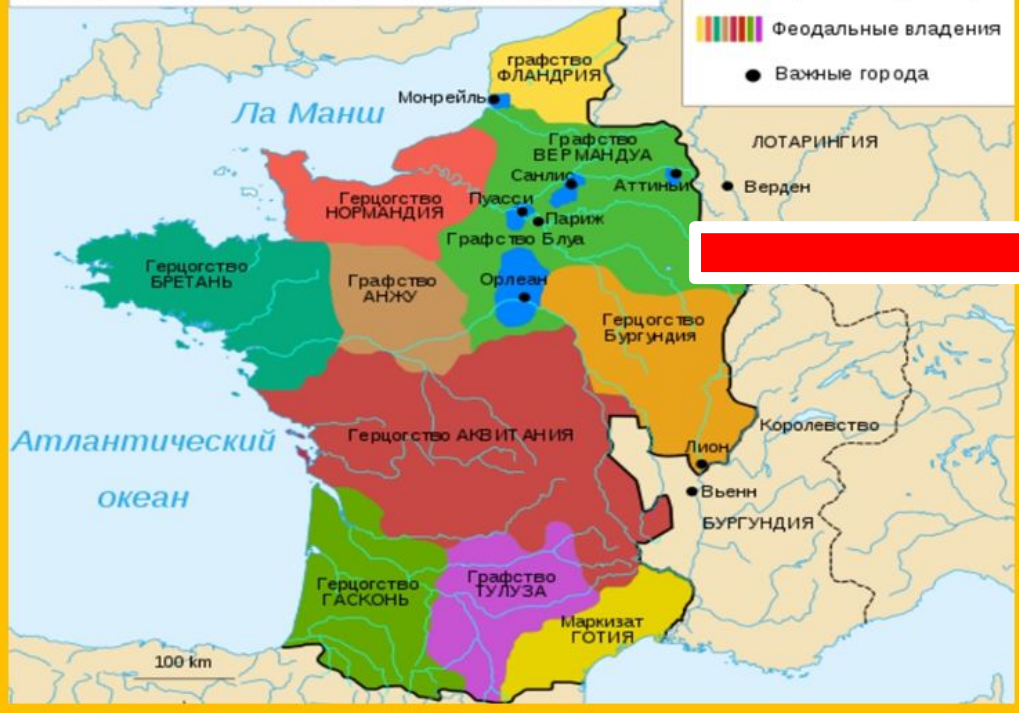 Феодальные владения
Важные города
графство
ФЛАНДРИЯ
Монрейль
Ла Манш
Графство
ВЕРМАНДУА
ЛОТАРИНГИЯ
Санлис
Аттиньи
Верден
Герцогство
НОРМАНДИЯ
Пуасси
Париж
Графство Блуа
Герцогство
БРЕТАНЬ
Графство
АНЖУ
Орлеан
Герцогство
Бургундия
Атлантический
океан
Герцогство АКВИТАНИЯ
Королевство
Лион
Вьенн
БУРГУНДИЯ
Герцогство
ГАСКОНЬ
Графство
ТУЛУЗА
Маркизат
ГОТИЯ
100 km